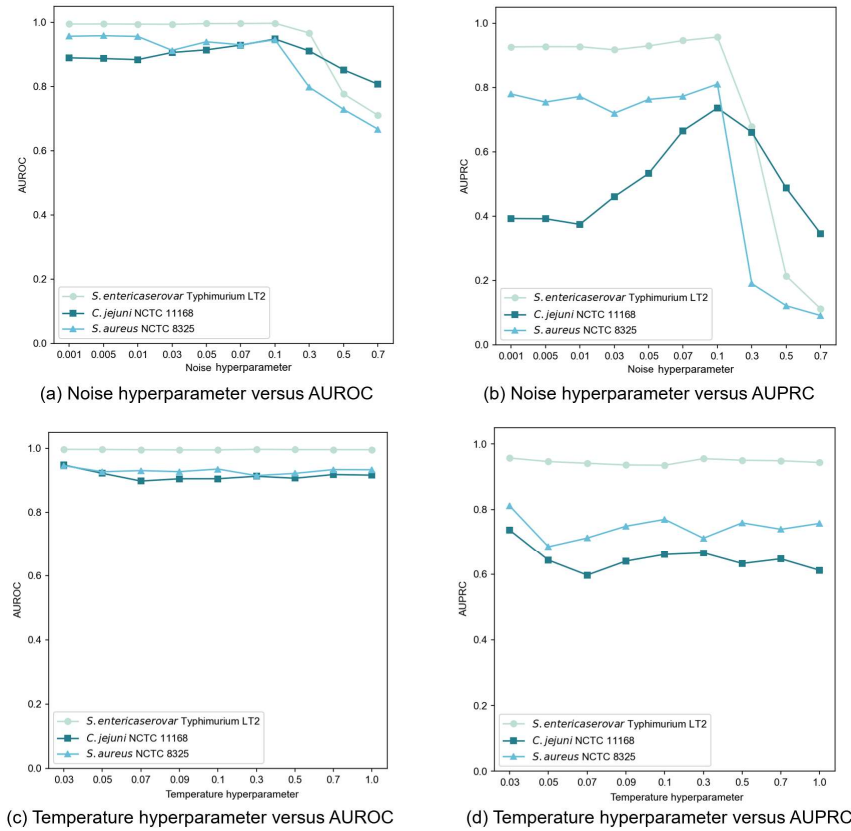 1.0
0.8
0.6
0.4
0.2
0.0
AUROC
S. entericaserovar Typhimurium LT2
C. jejuni NCTC 11168
S. aureus NCTC 8325
0.001 0.005 0.01 0.03 0.05 0.07 0.1 0.3 0.5 0.7
Noise hyperparameter
(a) Noise hyperparameter versus AUROC
1.0
0.8
0.6
0.4
0.2
0.0
AUPRC
S. entericaserovar Typhimurium LT2
C. jejuni NCTC 11168
S. aureus NCTC 8325
0.001 0.005 0.01 0.03 0.05 0.07 0.1 0.3 0.5 0.7
Noise hyperparameter
(b) Noise hyperparameter versus AUPRC
1.0
0.8
0.6
0.4
0.2
0.0
AUROC
S. entericaserovar Typhimurium LT2
C. jejuni NCTC 11168
S. aureus NCTC 8325
0.03 0.05 0.07 0.09 0.1 0.3 0.5 0.7 1.0
Temperature hyperparameter
(c) Temperature hyperparameter versus AUROC
1.0
0.8
0.6
0.4
0.2
0.0
AUPRC
S. entericaserovar Typhimurium LT2
C. jejuni NCTC 11168
S. aureus NCTC 8325
0.03 0.05 0.07 0.09 0.1 0.3 0.5 0.7 1.0
Temperature hyperparameter
(d) Temperature hyperparameter versus AUPRC